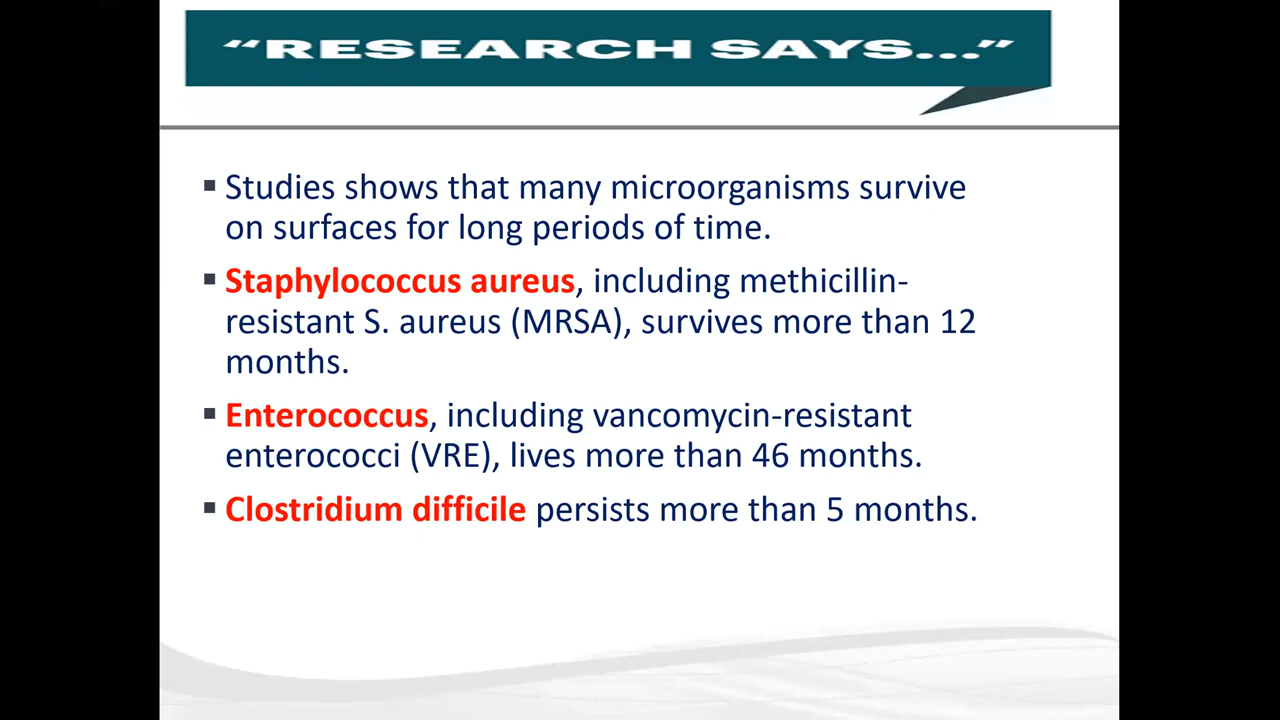 “RESEARCH SAYS...”
▪ Studies shows that many microorganisms survive
on surfaces for long periods of time.
▪ Staphylococcus aureus, including methicillin-
resistant S. aureus (MRSA), survives more than 12
months.
▪ Enterococcus, including vancomycin-resistant
enterococci (VRE), lives more than 46 months.
▪ Clostridium difficile persists more than 5 months.